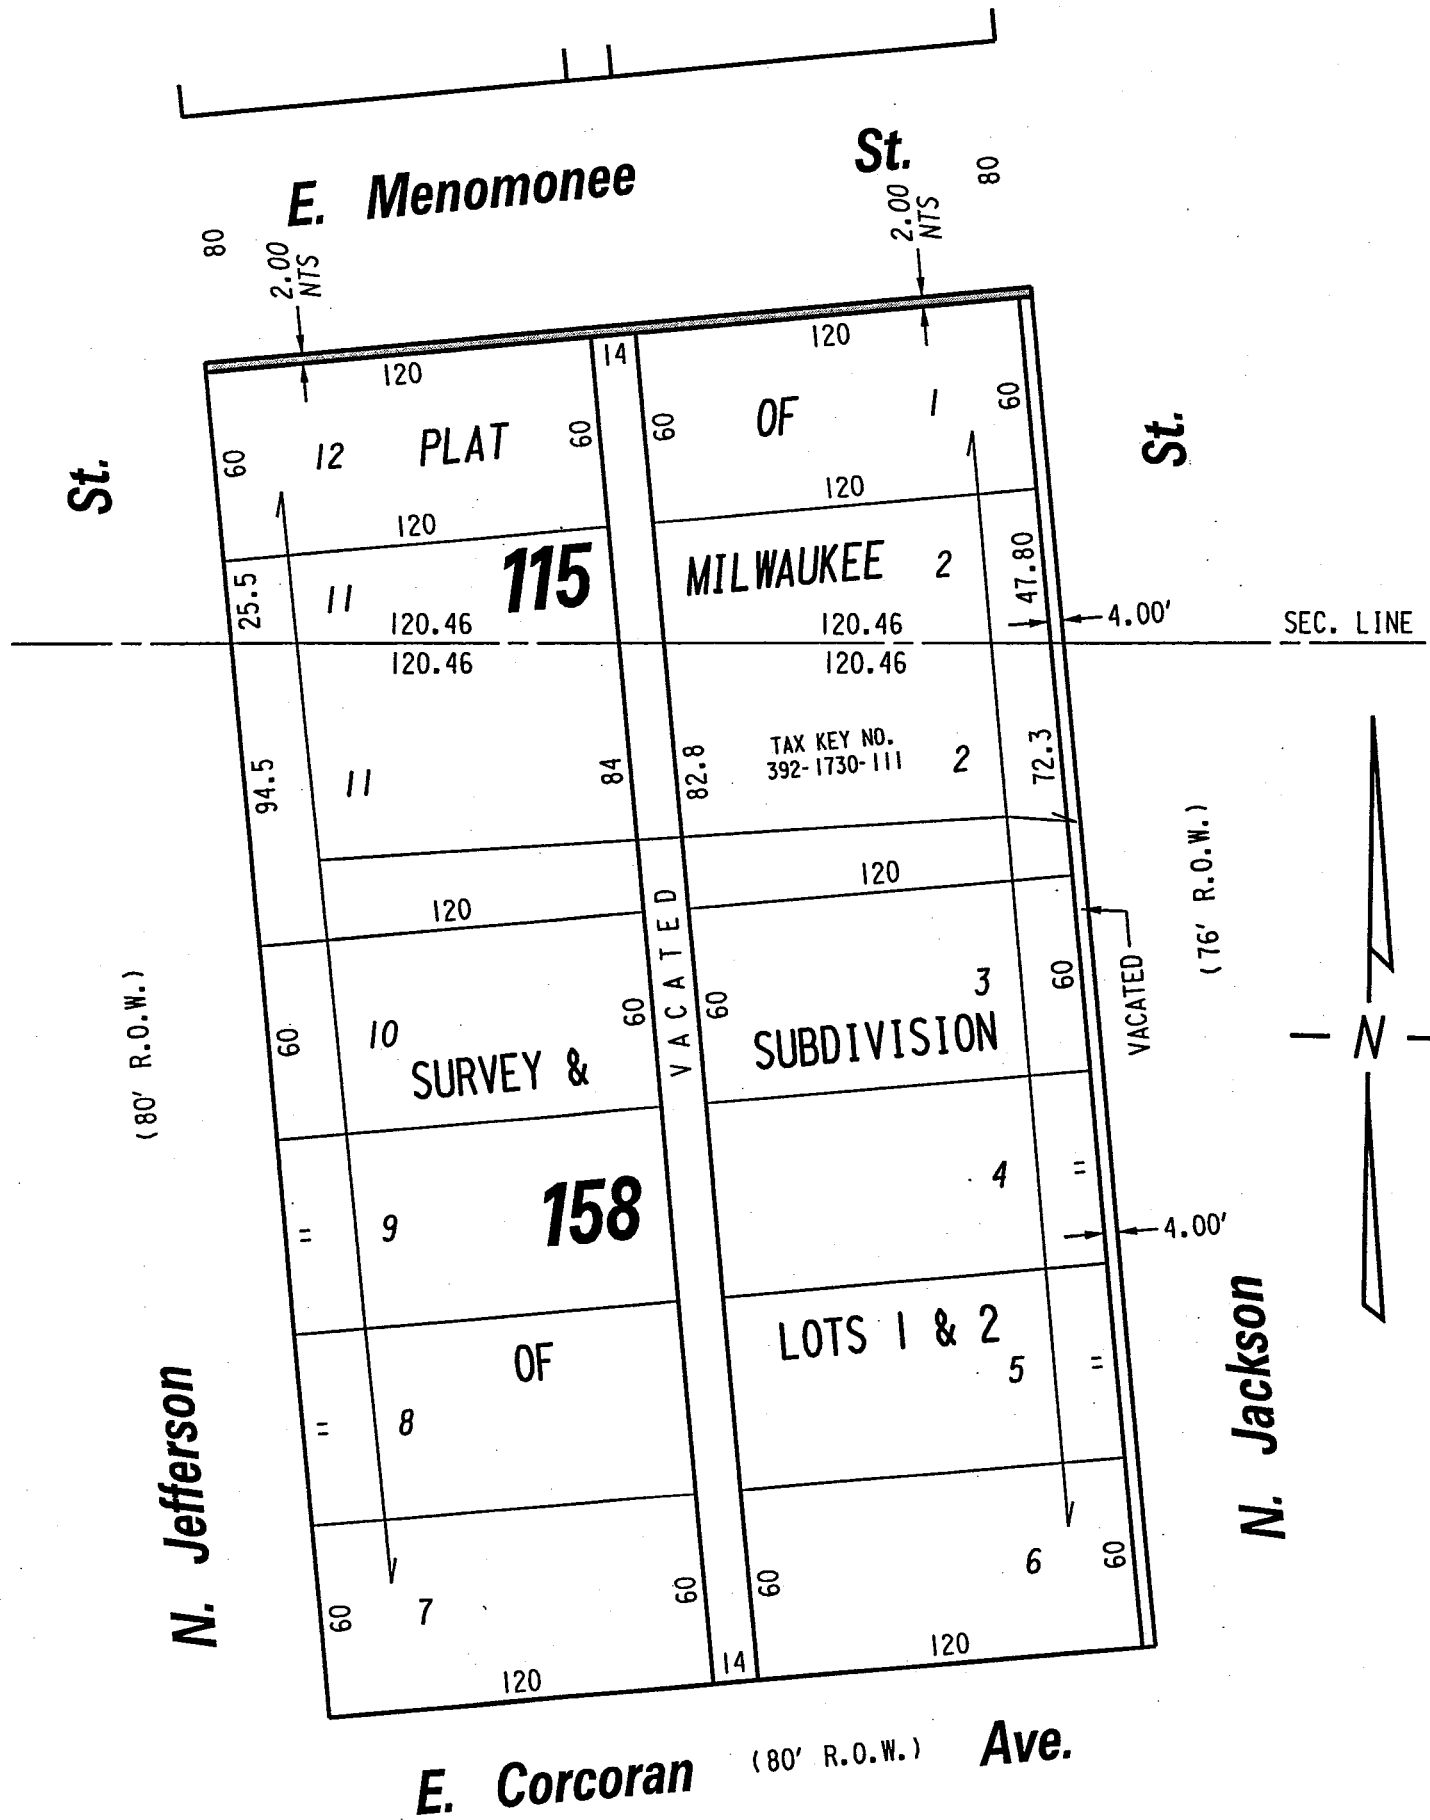 E. Menomonee St.
80
80
2.00
NTS
2.00
NTS
120
14
120
60
12
PLAT
60
60
OF
1
60
St.
St.
120
120
25.5
11
115
MILWAUKEE
2
47.80
120.46
120.46
4.00'
SEC. LINE
120.46
120.46
94.5
11
84
82.8
TAX KEY NO.
392-1730-111
2
72.3
120
120
VACATED
(80' R.O.W.)
(76' R.O.W.)
VACATED
60
10
60
60
3
60
SURVEY &
SUBDIVISION
N
=
9
158
4
=
4.00'
OF
LOTS 1 & 2
=
8
5
=
N. Jefferson
N. Jackson
60
7
60
60
6
60
120
14
120
E. Corcoran (80' R.O.W.) Ave.